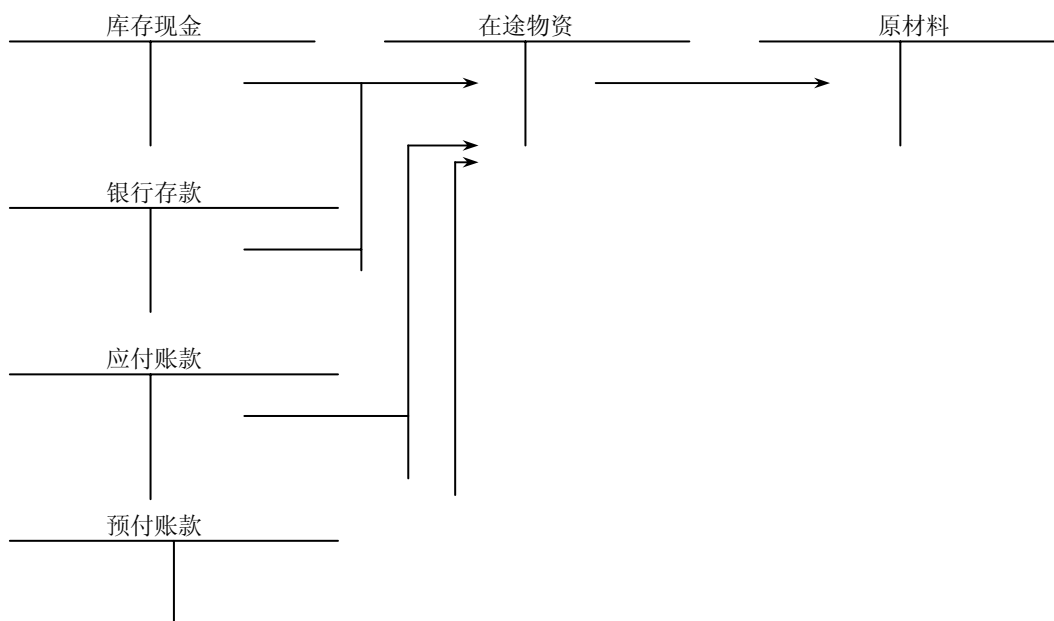 库存现金
在途物资
原材料
银行存款
应付账款
预付账款